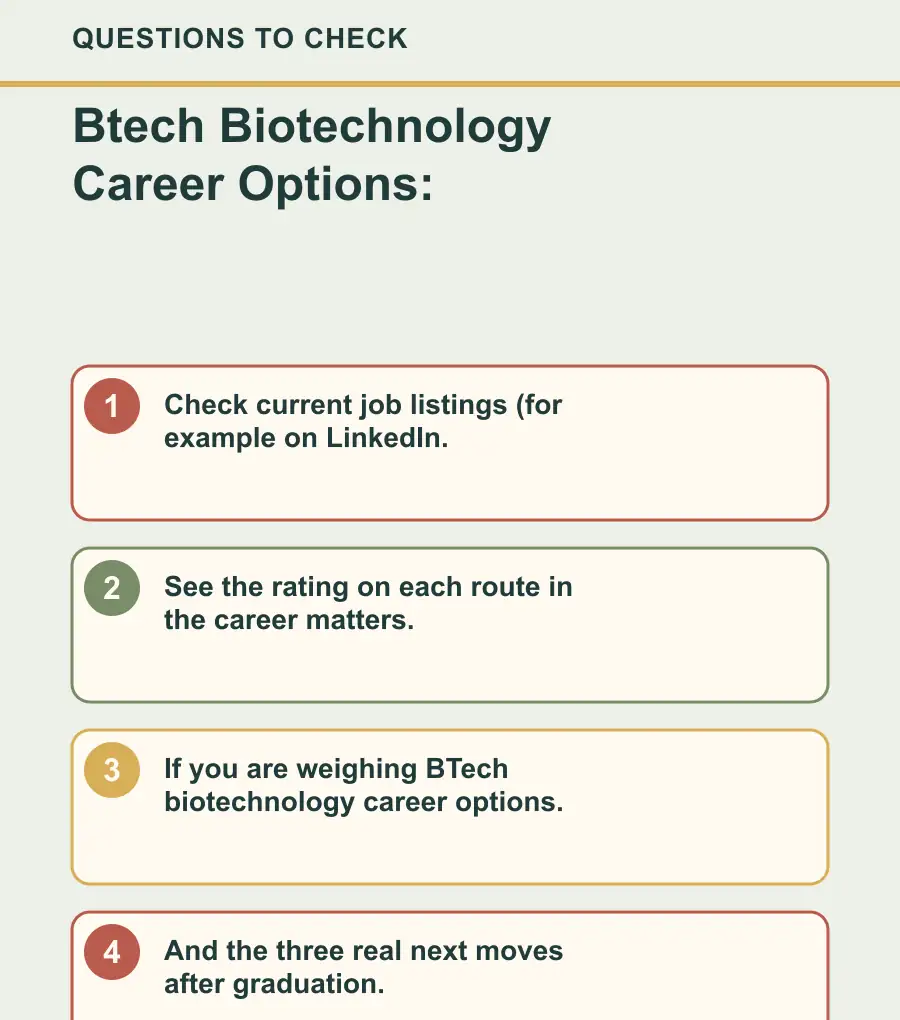 QUESTIONS TO CHECK
Btech Biotechnology
Career Options:
1
Check current job listings (for
example on LinkedIn.
2
See the rating on each route in
the career matters.
3
If you are weighing BTech
biotechnology career options.
4
And the three real next moves
after graduation.